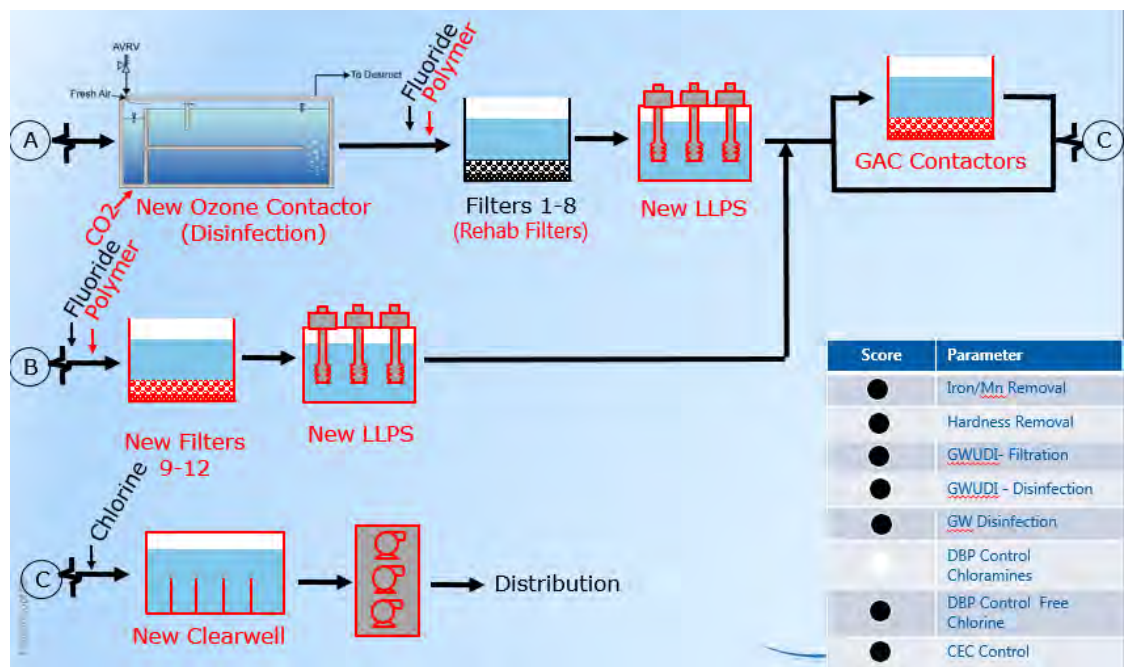 AVRV
Fresh Air
To Destruct
Fluoride
Polymer
A
C
CO2
New Ozone Contactor
(Disinfection)
Filters 1-8
(Rehab Filters)
New LLPS
GAC Contactors
Fluoride
Polymer
B
New Filters
9-12
New LLPS
Chlorine
C
New Clearwell
Distribution
Score Parameter
Iron/Mn Removal
Hardness Removal
GWUDI- Filtration
GWUDI - Disinfection
GW Disinfection
DBP Control
Chloramines
DBP Control Free
Chlorine
CEC Control